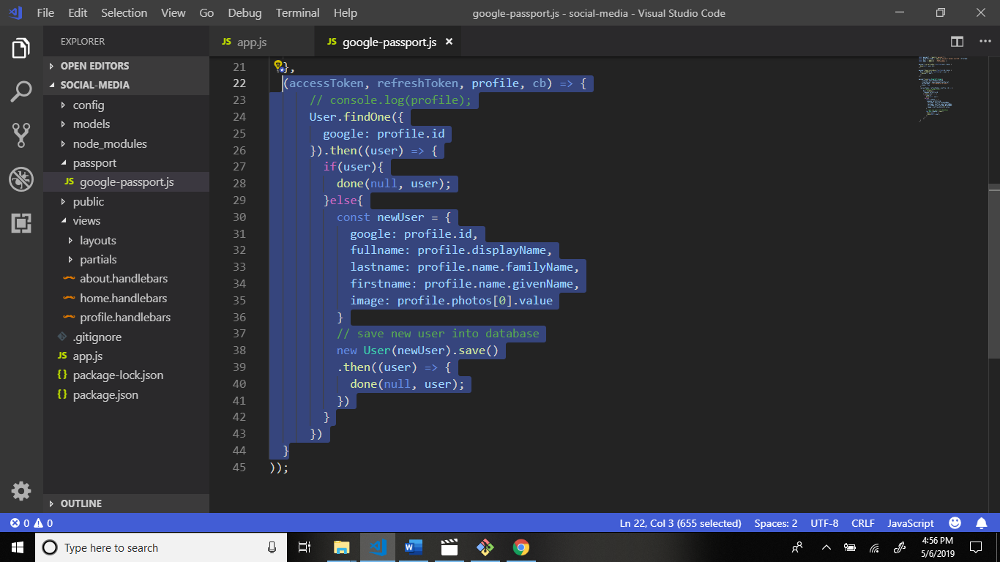 File Edit Selection View Go Debug Terminal Help google-passport.js - social-media - Visual Studio Code
EXPLORER
OPEN EDITORS
SOCIAL-MEDIA
config
models
node_modules
passport
JS google-passport.js
public
views
layouts
partials
about.handlebars
home.handlebars
profile.handlebars
.gitignore
JS app.js
{} package-lock.json
{} package.json
OUTLINE
JS app.js JS google-passport.js
21 },
22 (accessToken, refreshToken, profile, cb) => {
23 // console.log(profile);
24 User.findOne({
25 google: profile.id
26 }).then((user) => {
27 if(user){
28 done(null, user);
29 }else{
30 const newUser = {
31 google: profile.id,
32 fullname: profile.displayName,
33 lastname: profile.name.familyName,
34 firstname: profile.name.givenName,
35 image: profile.photos[0].value
36 }
37 // save new user into database
38 new User(newUser).save()
39 .then((user) => {
40 done(null, user);
41 })
42 }
43 })
44 }
45 ));
0 0 Ln 22, Col 3 (655 selected) Spaces: 2 UTF-8 CRLF JavaScript
Type here to search
4:56 PM
5/6/2019